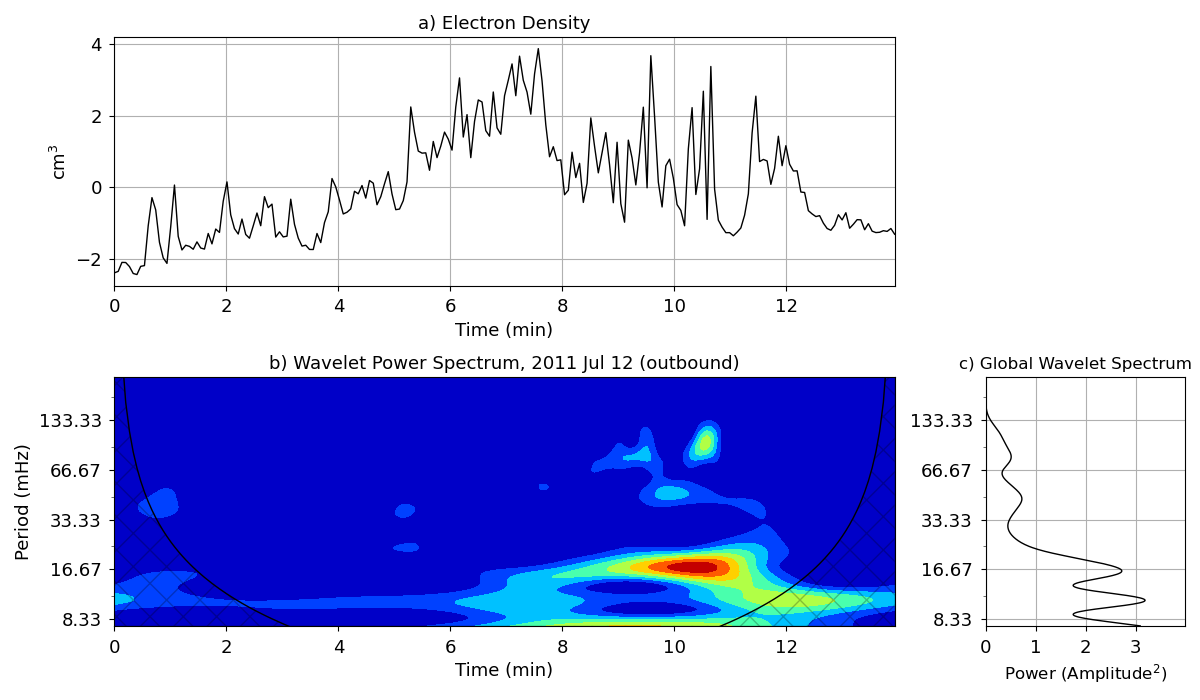 a) Electron Density
4
2
0
−2
cm³
0 2 4 6 8 10 12
Time (min)
b) Wavelet Power Spectrum, 2011 Jul 12 (outbound)
133.33
66.67
33.33
16.67
8.33
Period (mHz)
0 2 4 6 8 10 12
Time (min)
c) Global Wavelet Spectrum
133.33
66.67
33.33
16.67
8.33
0 1 2 3
Power (Amplitude²)